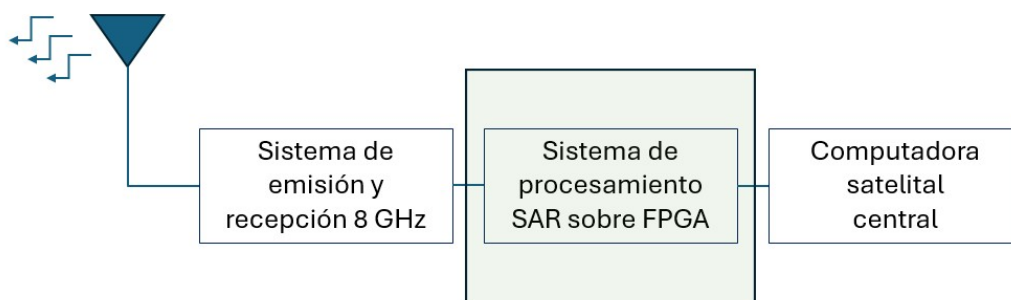 Sistema de
emisión y
recepción 8 GHz
Sistema de
procesamiento
SAR sobre FPGA
Computadora
satelital
central